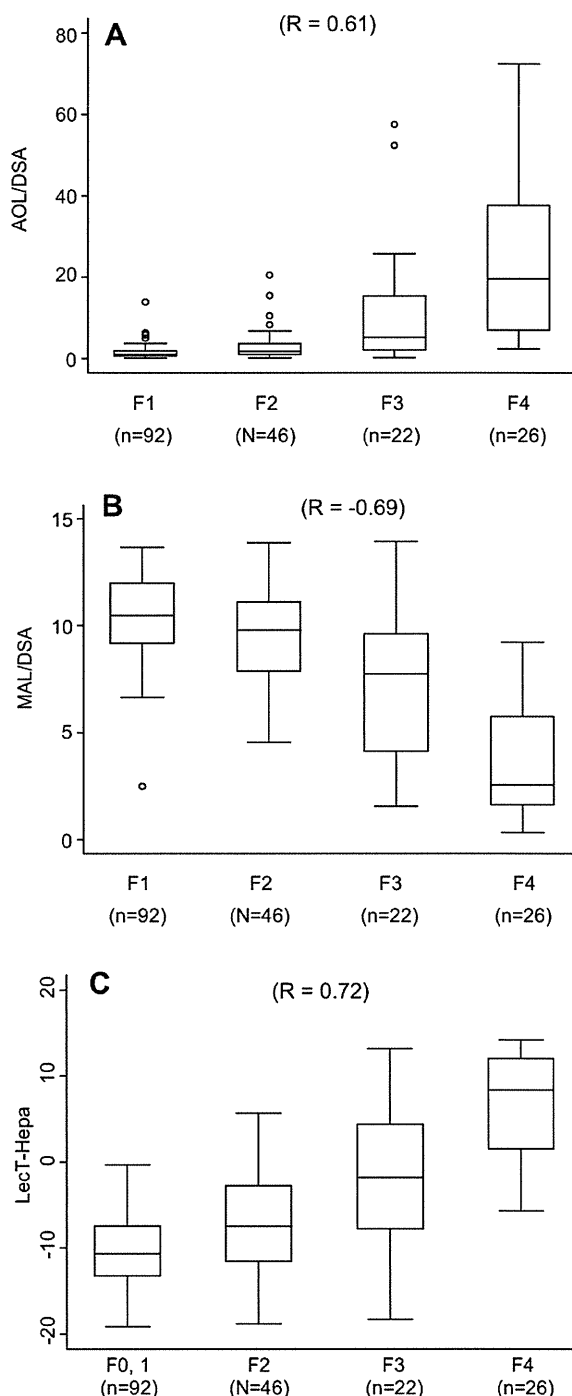 A
(R = 0.61)
AOL/DSA
80
60
40
20
0
F1 F2 F3 F4
(n=92) (N=46) (n=22) (n=26)
B
(R = -0.69)
MAL/DSA
15
10
5
0
F1 F2 F3 F4
(n=92) (N=46) (n=22) (n=26)
C
(R = 0.72)
LecT-Hepa
20
10
0
-10
-20
F0, 1 F2 F3 F4
(n=92) (N=46) (n=22) (n=26)